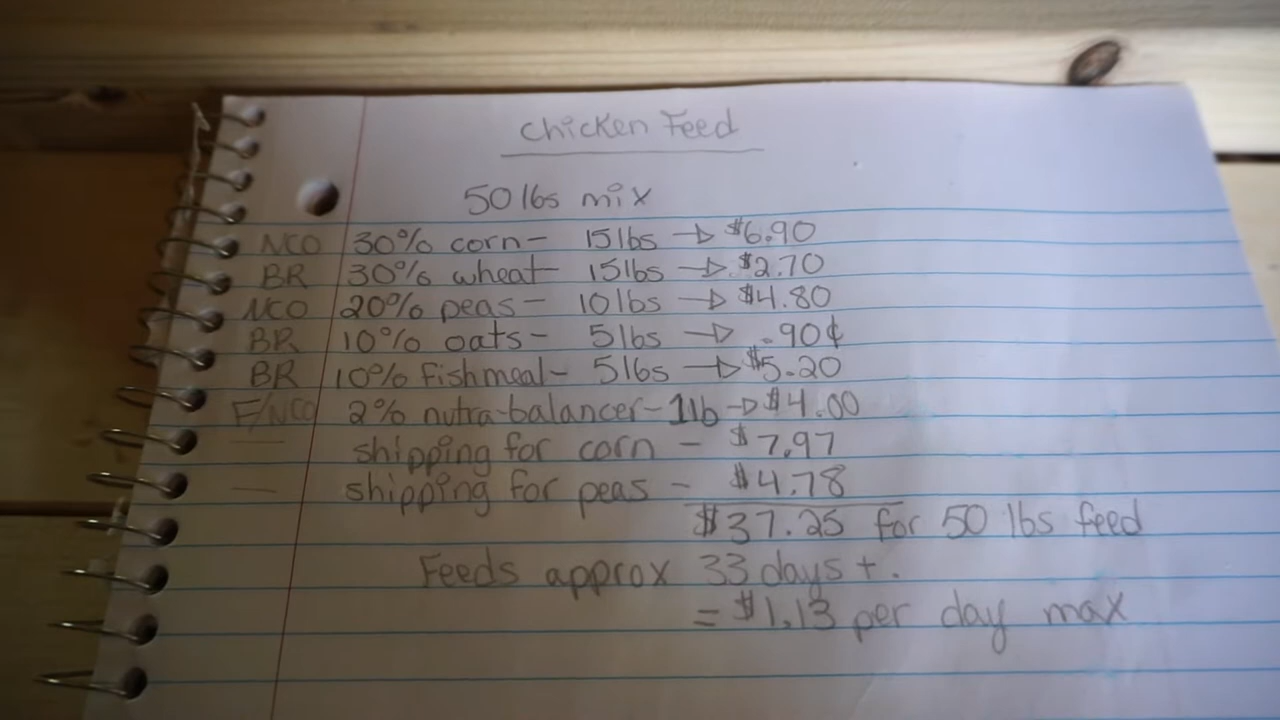 Chicken Feed
50 lbs mix
NCO 30% corn - 15lbs → $6.90
BR 30% wheat - 15lbs → $2.70
NCO 20% peas - 10lbs → $4.80
BR 10% oats - 5lbs → .90¢
BR 10% fishmeal - 5lbs → $5.20
F/NCO 2% nutra-balancer - 1lb → $4.00
— shipping for corn - $7.97
— shipping for peas - $4.78
$37.25 for 50 lbs feed
Feeds approx 33 days +.
= $1.13 per day max